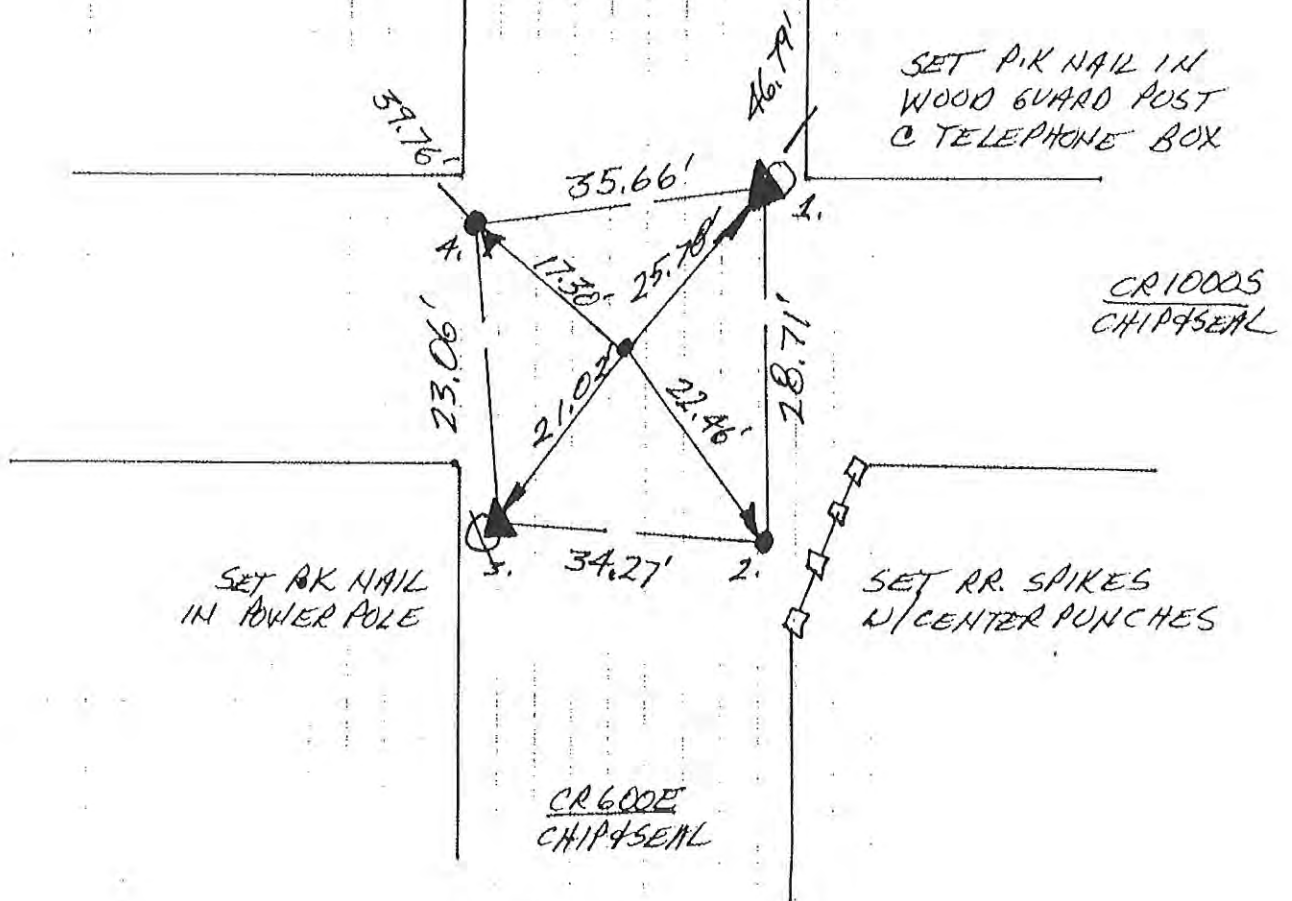 SET P.K NAIL IN
WOOD GUARD POST
C TELEPHONE BOX
46.79'
39.76'
35.66'
1.
4.
17.30'
25.78'
CR1000S
CHIP&SEAL
23.06'
28.71'
21.02'
22.46'
SET P.K NAIL
IN POWER POLE
3.
34.27'
2.
SET RR. SPIKES
W/CENTER PUNCHES
CR600E
CHIP&SEAL